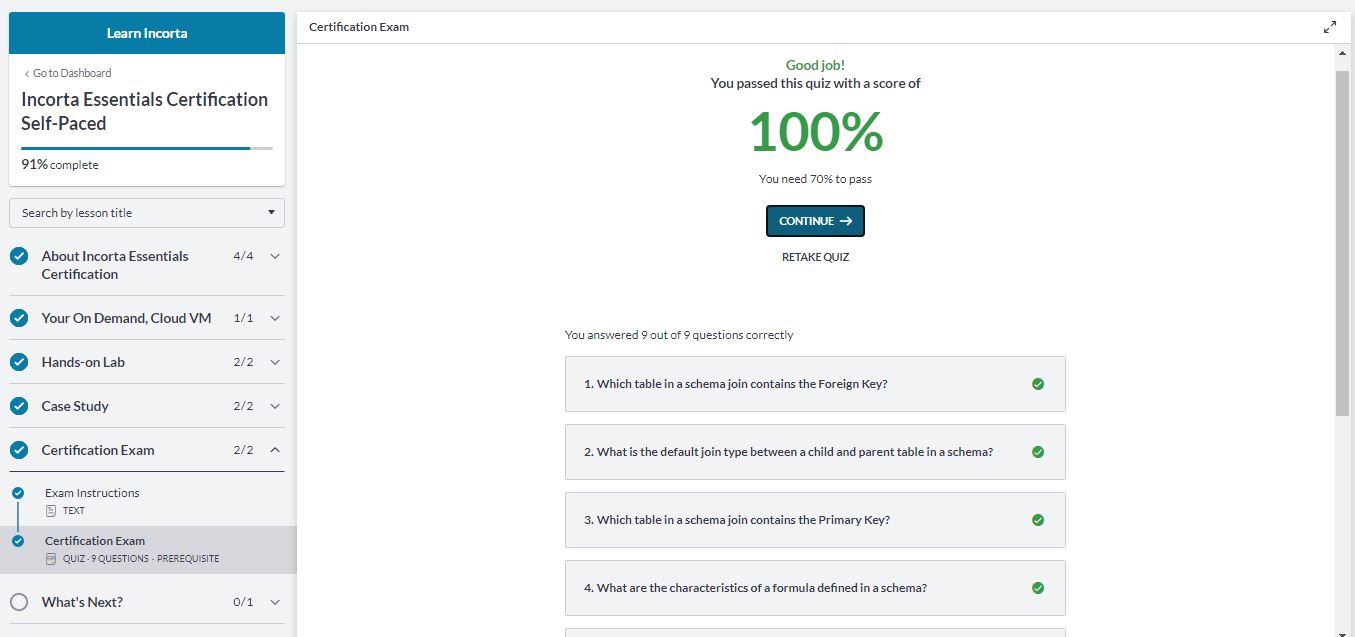 Learn Incorta
‹ Go to Dashboard
Incorta Essentials Certification
Self-Paced
91% complete
Search by lesson title
About Incorta Essentials
Certification
4/4
Your On Demand, Cloud VM 1/1
Hands-on Lab 2/2
Case Study 2/2
Certification Exam 2/2
Exam Instructions
TEXT
Certification Exam
QUIZ · 9 QUESTIONS · PREREQUISITE
What's Next? 0/1
Certification Exam
Good job!
You passed this quiz with a score of
100%
You need 70% to pass
CONTINUE →
RETAKE QUIZ
You answered 9 out of 9 questions correctly
1. Which table in a schema join contains the Foreign Key?
2. What is the default join type between a child and parent table in a schema?
3. Which table in a schema join contains the Primary Key?
4. What are the characteristics of a formula defined in a schema?